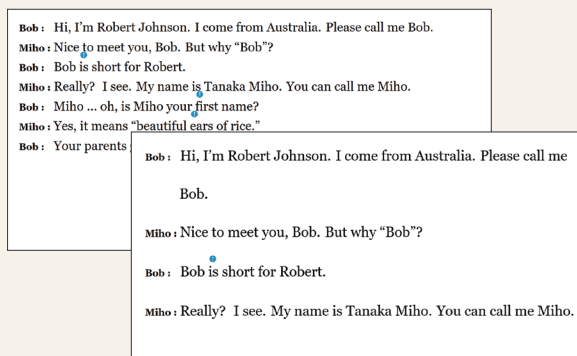 Bob : Hi, I'm Robert Johnson. I come from Australia. Please call me Bob.
Miho : Nice to meet you, Bob. But why “Bob”?
Bob : Bob is short for Robert.
Miho : Really? I see. My name is Tanaka Miho. You can call me Miho.
Bob : Miho ... oh, is Miho your first name?
Miho : Yes, it means “beautiful ears of rice.”
Bob : Your parents
Bob : Hi, I'm Robert Johnson. I come from Australia. Please call me
Bob.
Miho : Nice to meet you, Bob. But why “Bob”?
Bob : Bob is short for Robert.
Miho : Really? I see. My name is Tanaka Miho. You can call me Miho.